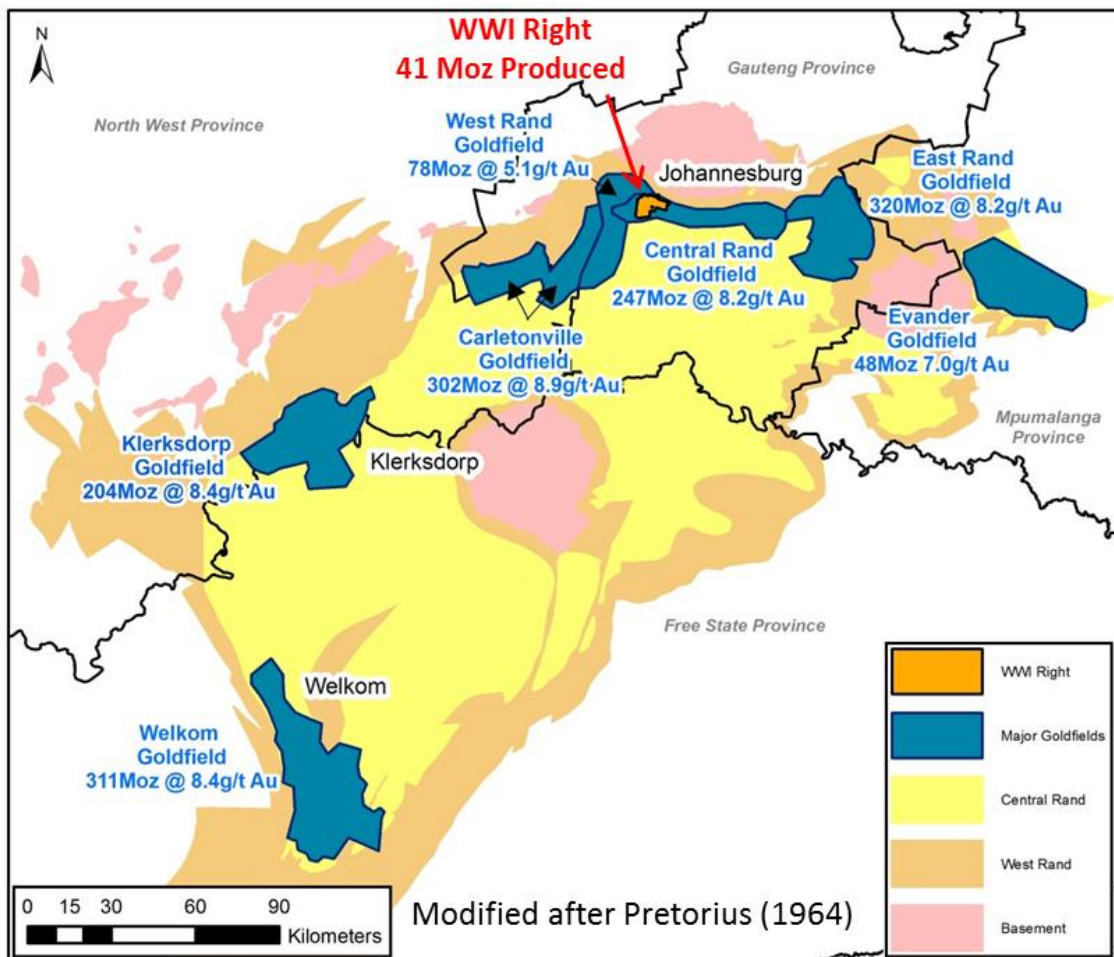 WWI Right
41 Moz Produced
N
Gauteng Province
North West Province
West Rand
Goldfield
78Moz @ 5.1g/t Au
Johannesburg
East Rand
Goldfield
320Moz @ 8.2g/t Au
Central Rand
Goldfield
247Moz @ 8.2g/t Au
Evander
Goldfield
48Moz 7.0g/t Au
Carletonville
Goldfield
302Moz @ 8.9g/t Au
Mpumalanga
Province
Klerksdorp
Goldfield
204Moz @ 8.4g/t Au
Klerksdorp
Free State Province
Welkom
Welkom
Goldfield
311Moz @ 8.4g/t Au
WWI Right
Major Goldfields
Central Rand
West Rand
Basement
0 15 30 60 90
Kilometers
Modified after Pretorius (1964)